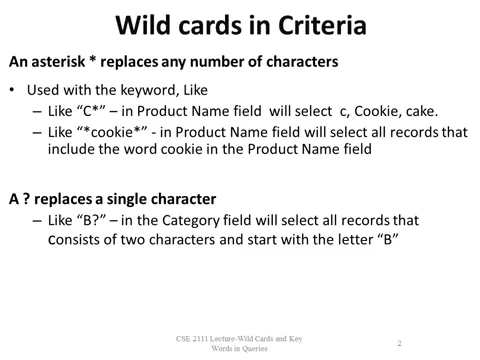 Wild cards in Criteria
An asterisk * replaces any number of characters
• Used with the keyword, Like
– Like “C*” – in Product Name field will select c, Cookie, cake.
– Like “*cookie*” - in Product Name field will select all records that
include the word cookie in the Product Name field
A ? replaces a single character
– Like “B?” – in the Category field will select all records that
consists of two characters and start with the letter “B”
CSE 2111 Lecture-Wild Cards and Key
Words in Queries
2